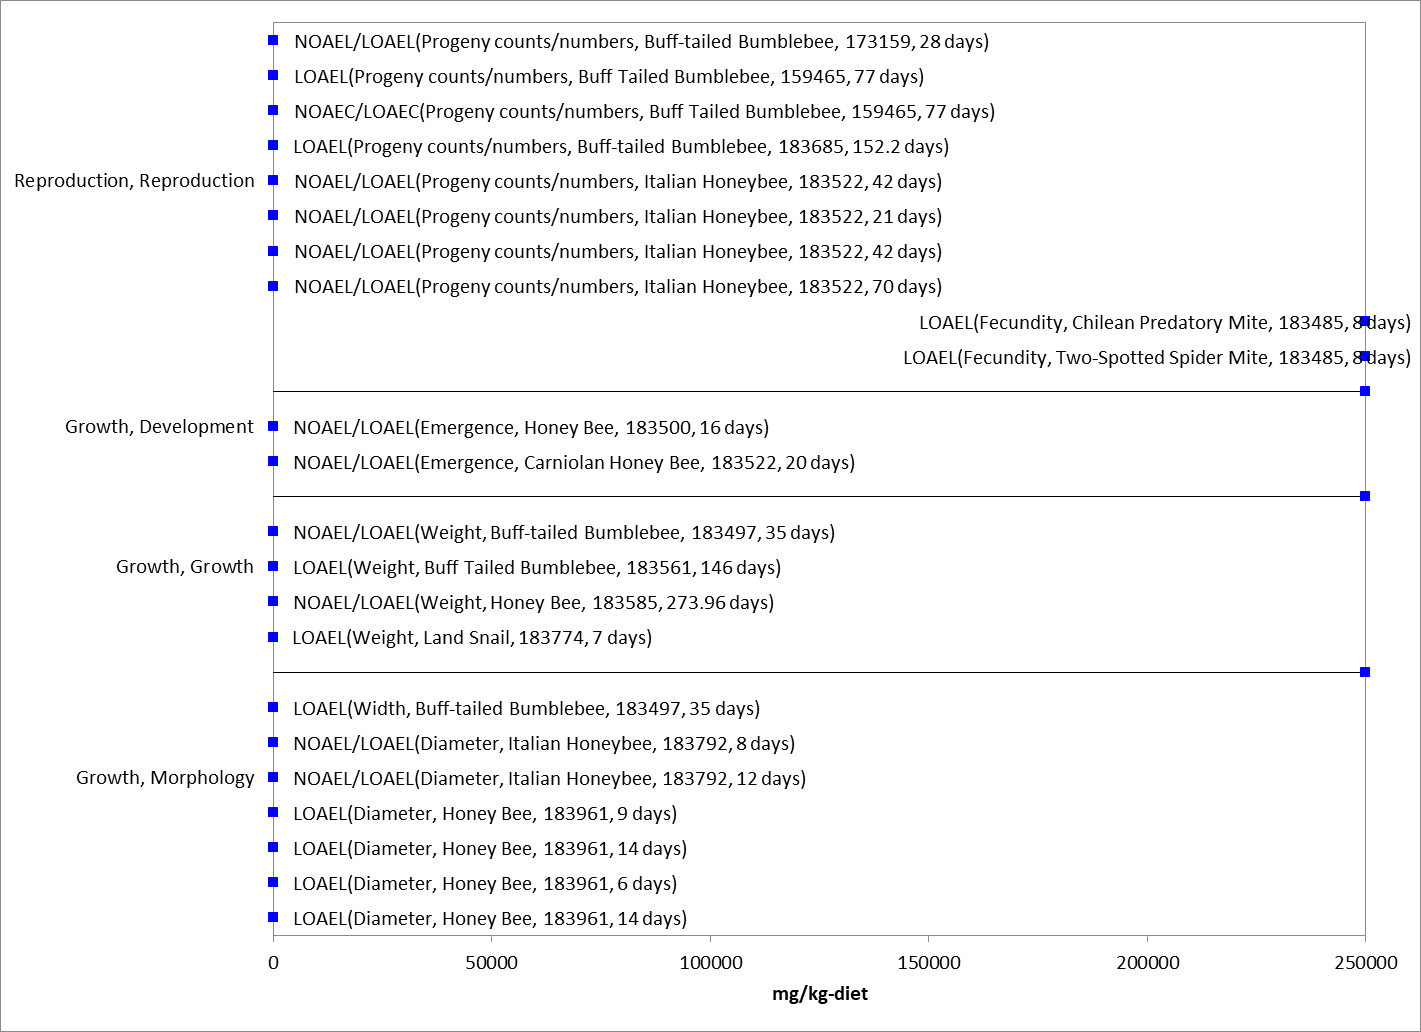 NOAEL/LOAEL(Progeny counts/numbers, Buff-tailed Bumblebee, 173159, 28 days)
LOAEL(Progeny counts/numbers, Buff Tailed Bumblebee, 159465, 77 days)
NOAEC/LOAEC(Progeny counts/numbers, Buff Tailed Bumblebee, 159465, 77 days)
LOAEL(Progeny counts/numbers, Buff-tailed Bumblebee, 183685, 152.2 days)
Reproduction, Reproduction
NOAEL/LOAEL(Progeny counts/numbers, Italian Honeybee, 183522, 42 days)
NOAEL/LOAEL(Progeny counts/numbers, Italian Honeybee, 183522, 21 days)
NOAEL/LOAEL(Progeny counts/numbers, Italian Honeybee, 183522, 42 days)
NOAEL/LOAEL(Progeny counts/numbers, Italian Honeybee, 183522, 70 days)
LOAEL(Fecundity, Chilean Predatory Mite, 183485, 8 days)
LOAEL(Fecundity, Two-Spotted Spider Mite, 183485, 8 days)
Growth, Development
NOAEL/LOAEL(Emergence, Honey Bee, 183500, 16 days)
NOAEL/LOAEL(Emergence, Carniolan Honey Bee, 183522, 20 days)
NOAEL/LOAEL(Weight, Buff-tailed Bumblebee, 183497, 35 days)
Growth, Growth
LOAEL(Weight, Buff Tailed Bumblebee, 183561, 146 days)
NOAEL/LOAEL(Weight, Honey Bee, 183585, 273.96 days)
LOAEL(Weight, Land Snail, 183774, 7 days)
LOAEL(Width, Buff-tailed Bumblebee, 183497, 35 days)
NOAEL/LOAEL(Diameter, Italian Honeybee, 183792, 8 days)
Growth, Morphology
NOAEL/LOAEL(Diameter, Italian Honeybee, 183792, 12 days)
LOAEL(Diameter, Honey Bee, 183961, 9 days)
LOAEL(Diameter, Honey Bee, 183961, 14 days)
LOAEL(Diameter, Honey Bee, 183961, 6 days)
LOAEL(Diameter, Honey Bee, 183961, 14 days)
0 50000 100000 150000 200000 250000
mg/kg-diet